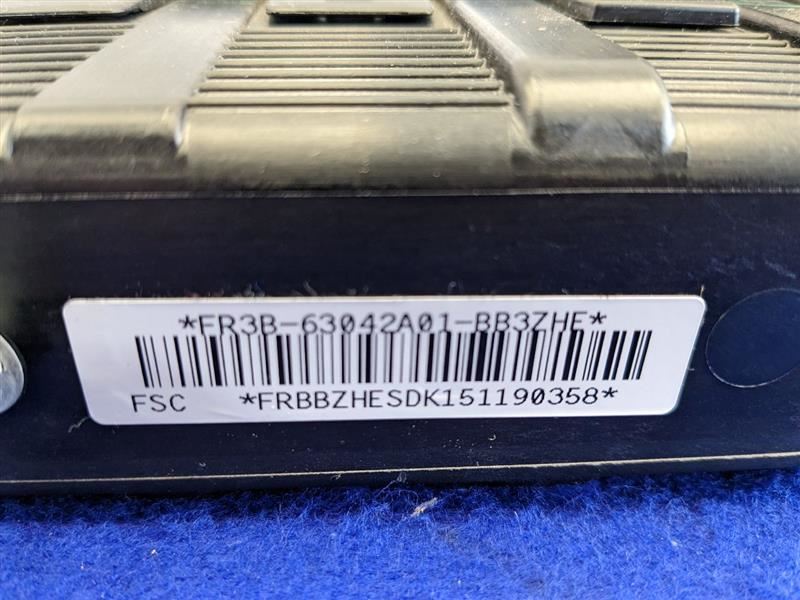 *FR3B-63042A01-BB3ZHE*
FSC *FRBBZHESDK151190358*